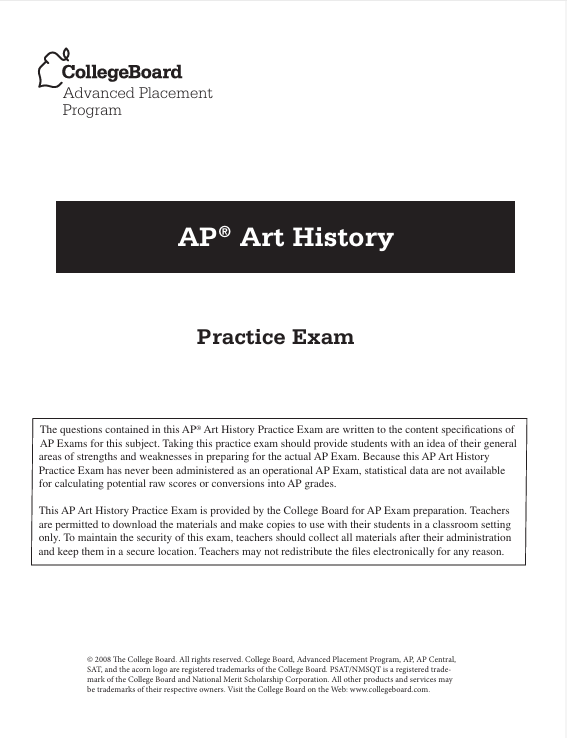 CollegeBoard
Advanced Placement
Program
AP® Art History
Practice Exam
The questions contained in this AP® Art History Practice Exam are written to the content specifications of
AP Exams for this subject. Taking this practice exam should provide students with an idea of their general
areas of strengths and weaknesses in preparing for the actual AP Exam. Because this AP Art History
Practice Exam has never been administered as an operational AP Exam, statistical data are not available
for calculating potential raw scores or conversions into AP grades.
This AP Art History Practice Exam is provided by the College Board for AP Exam preparation. Teachers
are permitted to download the materials and make copies to use with their students in a classroom setting
only. To maintain the security of this exam, teachers should collect all materials after their administration
and keep them in a secure location. Teachers may not redistribute the files electronically for any reason.
© 2008 The College Board. All rights reserved. College Board, Advanced Placement Program, AP, AP Central,
SAT, and the acorn logo are registered trademarks of the College Board. PSAT/NMSQT is a registered trade-
mark of the College Board and National Merit Scholarship Corporation. All other products and services may
be trademarks of their respective owners. Visit the College Board on the Web: www.collegeboard.com.